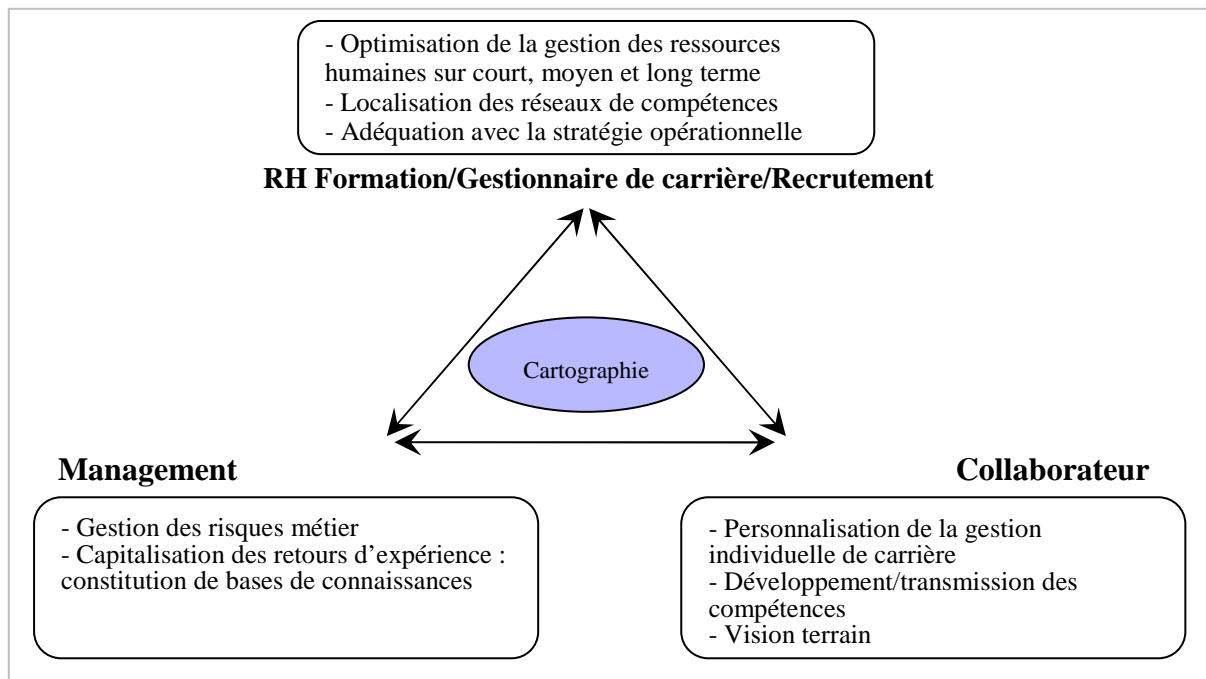 - Optimisation de la gestion des ressources
humaines sur court, moyen et long terme
- Localisation des réseaux de compétences
- Adéquation avec la stratégie opérationnelle
RH Formation/Gestionnaire de carrière/Recrutement
Cartographie
Management
- Gestion des risques métier
- Capitalisation des retours d’expérience :
constitution de bases de connaissances
Collaborateur
- Personnalisation de la gestion
individuelle de carrière
- Développement/transmission des
compétences
- Vision terrain